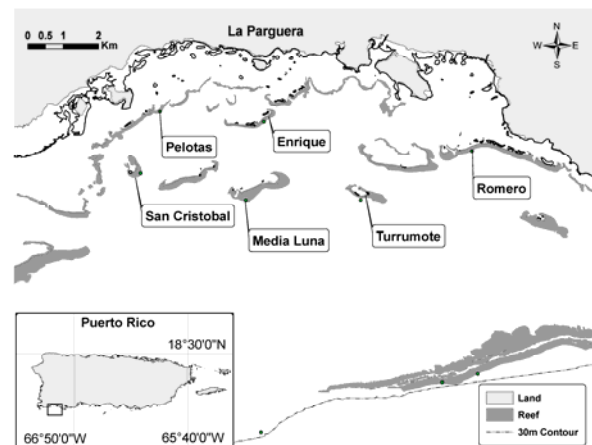 La Parguera
0 0.5 1 2
Km
N
W E
S
Pelotas
Enrique
Romero
San Cristobal
Media Luna
Turrumote
Puerto Rico
18°30'0"N
66°50'0"W 65°40'0"W
Land
Reef
30m Contour